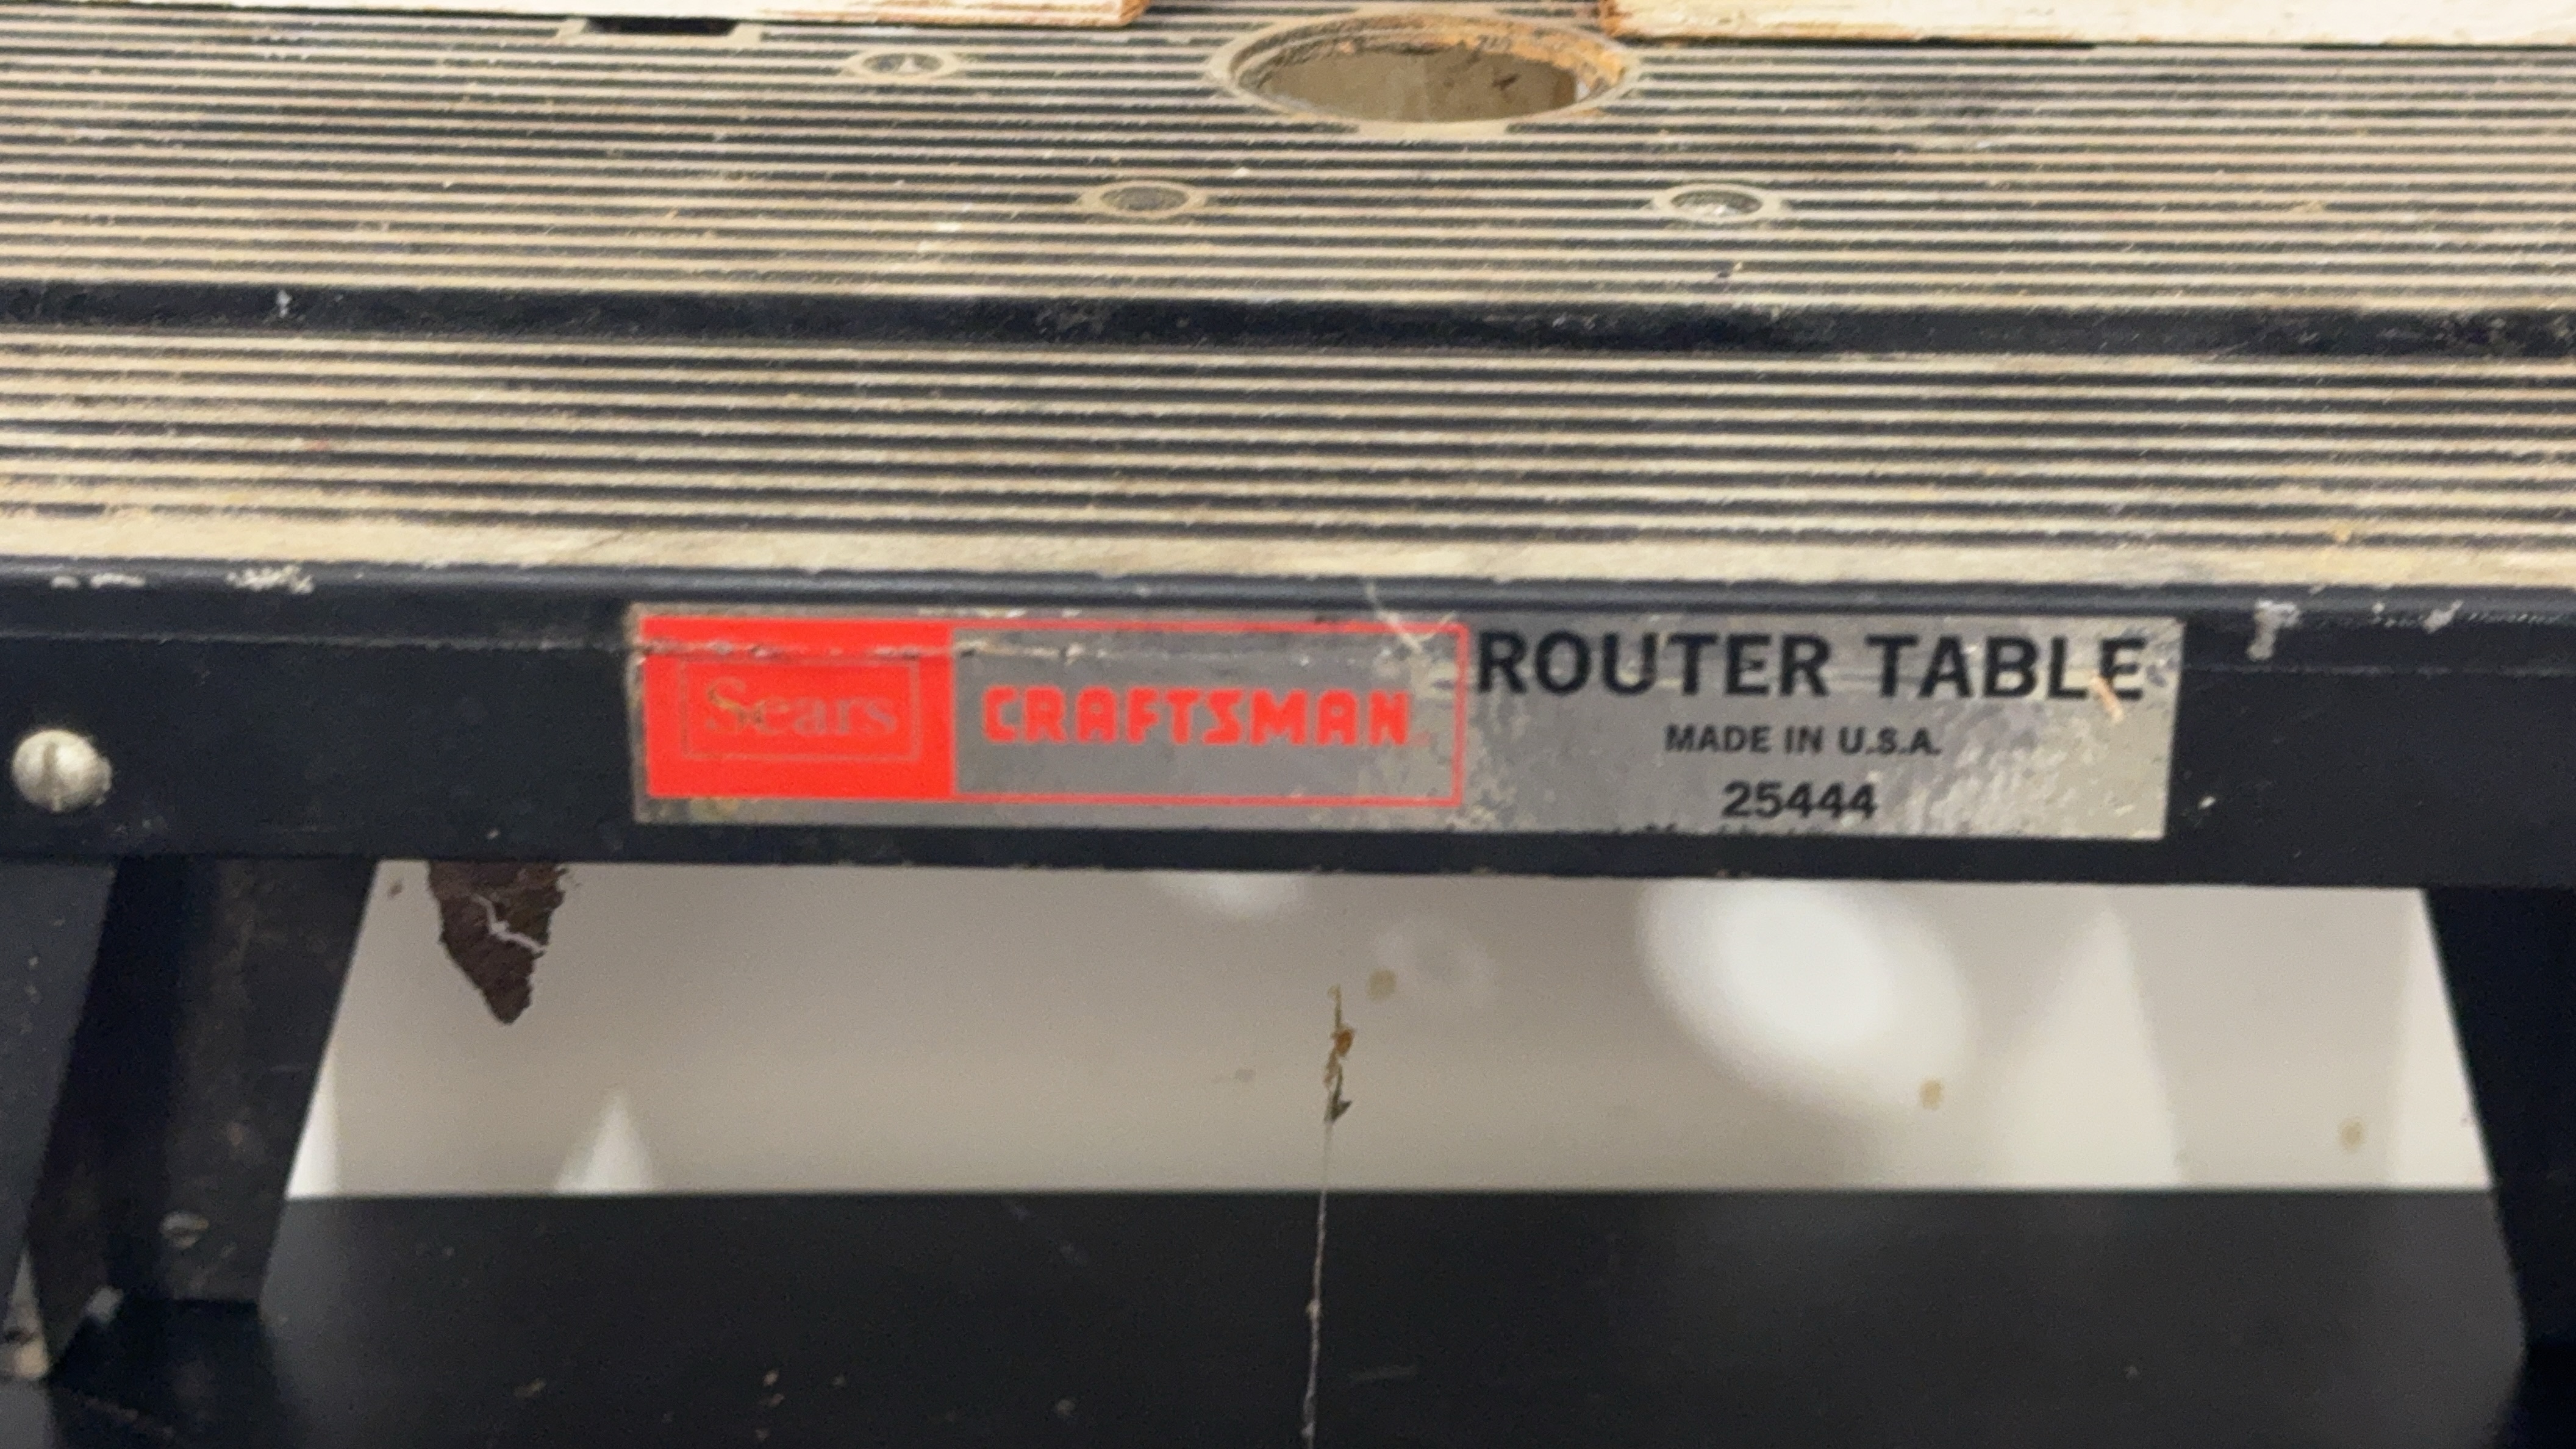 Sears CRAFTSMAN ROUTER TABLE
MADE IN U.S.A.
25444